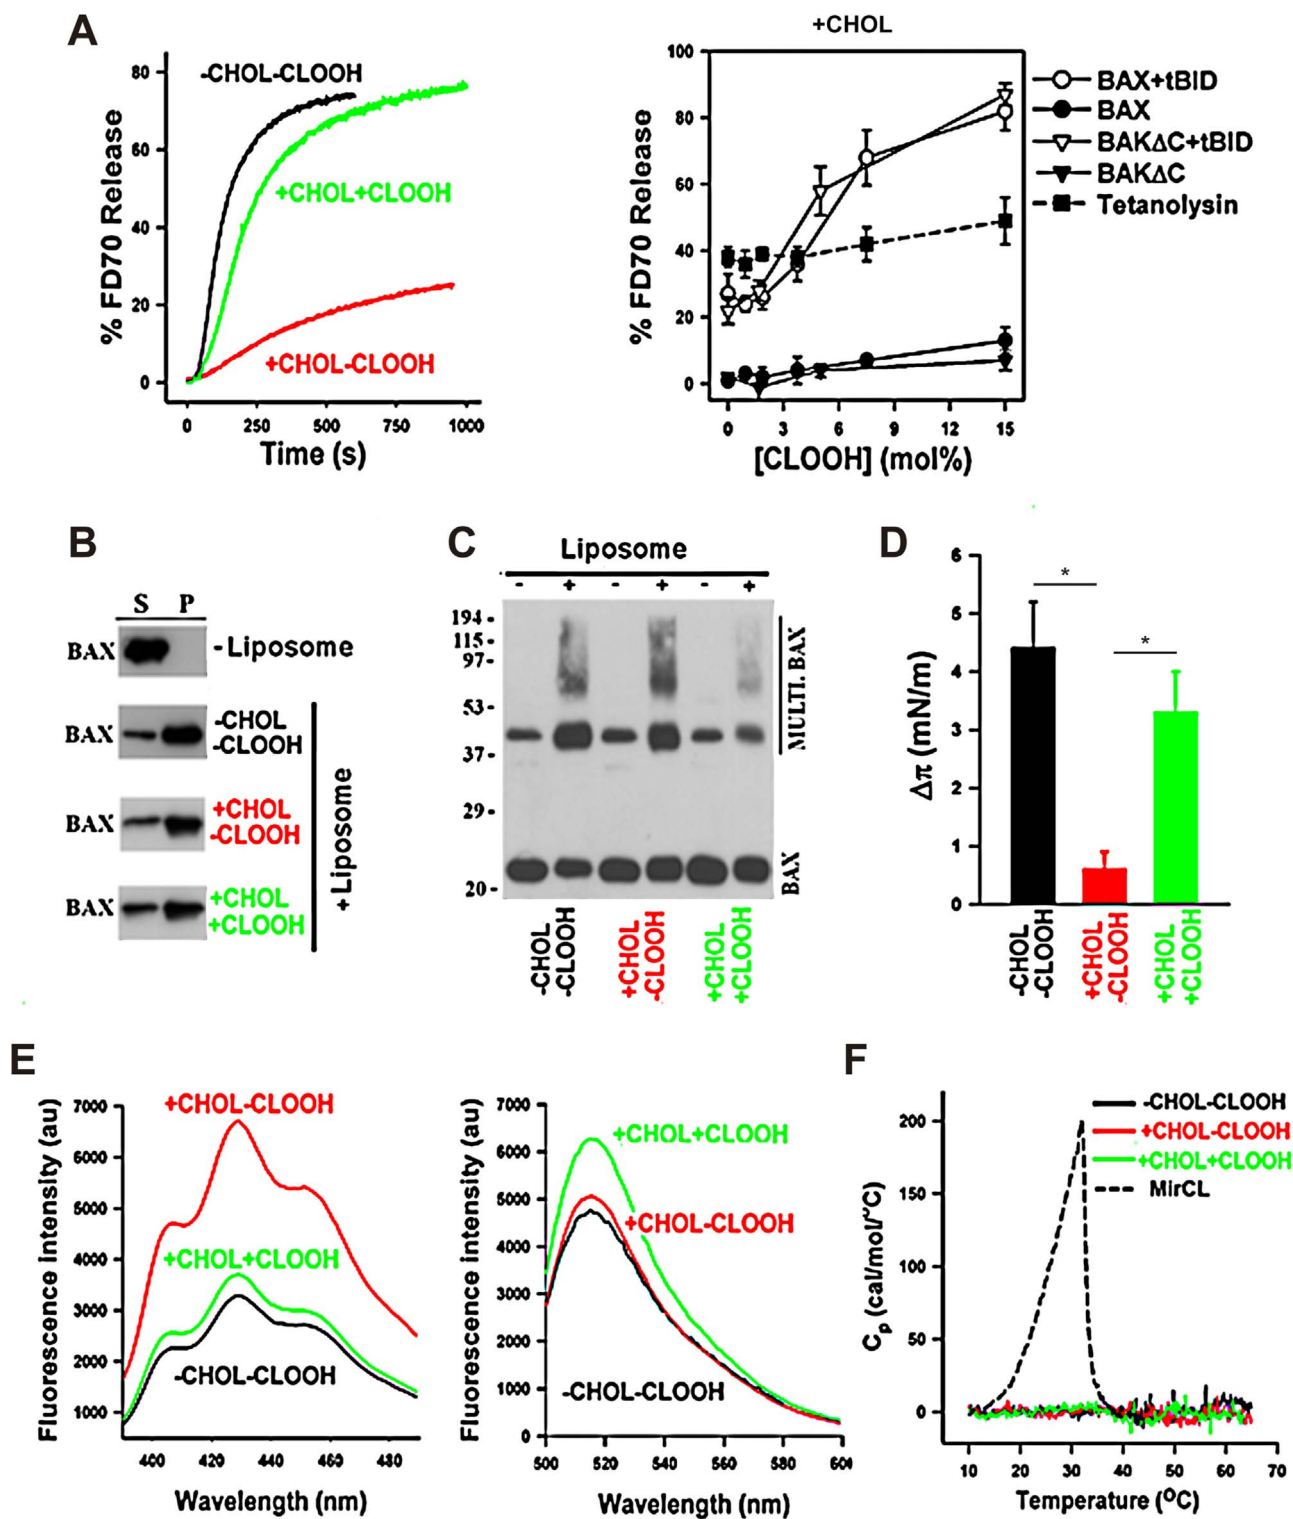 A
+CHOL
-CHOL-CLOOH
+CHOL+CLOOH
+CHOL-CLOOH
% FD70 Release
80
60
40
20
0
0 250 500 750 1000
Time (s)
% FD70 Release
100
80
60
40
20
0
0 3 6 9 12 15
[CLOOH] (mol%)
BAX+tBID
BAX
BAKΔC+tBID
BAKΔC
Tetanolysin
B
S P
BAX -Liposome
BAX -CHOL
-CLOOH
BAX +CHOL
-CLOOH
BAX +CHOL
+CLOOH
+Liposome
C
Liposome
- + - + - +
194 -
115 -
97-
53-
37-
29-
20-
MULTI. BAX
BAX
-CHOL
-CLOOH
+CHOL
-CLOOH
+CHOL
+CLOOH
D
Δπ (mN/m)
6
5
4
3
2
1
0
*
*
-CHOL
-CLOOH
+CHOL
-CLOOH
+CHOL
+CLOOH
E
Fluorescence Intensity (au)
7000
6000
5000
4000
3000
2000
1000
+CHOL-CLOOH
+CHOL+CLOOH
-CHOL-CLOOH
400 420 440 460 480
Wavelength (nm)
Fluorescence intensity (au)
7000
6000
5000
4000
3000
2000
1000
0
+CHOL+CLOOH
+CHOL-CLOOH
-CHOL-CLOOH
500 520 540 560 580 600
Wavelength (nm)
F
Cp (cal/mol/°C)
200
150
100
50
0
-CHOL-CLOOH
+CHOL-CLOOH
+CHOL+CLOOH
MirCL
10 20 30 40 50 60 70
Temperature (°C)